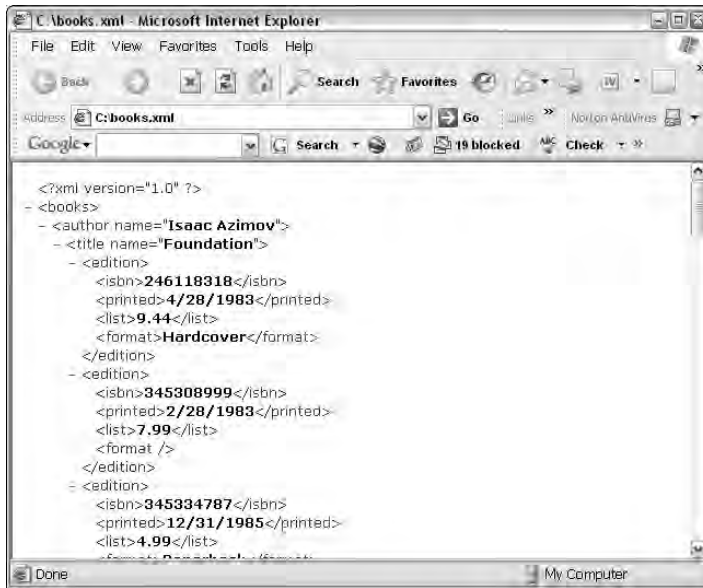 C:\books.xml - Microsoft Internet Explorer
File Edit View Favorites Tools Help
Back Search Favorites
Address C:\books.xml Go Links » Norton AntiVirus
Google Search 19 blocked ABC Check »
<?xml version="1.0" ?>
- <books>
- <author name="Isaac Azimov">
- <title name="Foundation">
- <edition>
<isbn>246118318</isbn>
<printed>4/28/1983</printed>
<list>9.44</list>
<format>Hardcover</format>
</edition>
- <edition>
<isbn>345308999</isbn>
<printed>2/28/1983</printed>
<list>7.99</list>
<format />
</edition>
- <edition>
<isbn>345334787</isbn>
<printed>12/31/1985</printed>
<list>4.99</list>
<format>Paperback</format>
Done My Computer